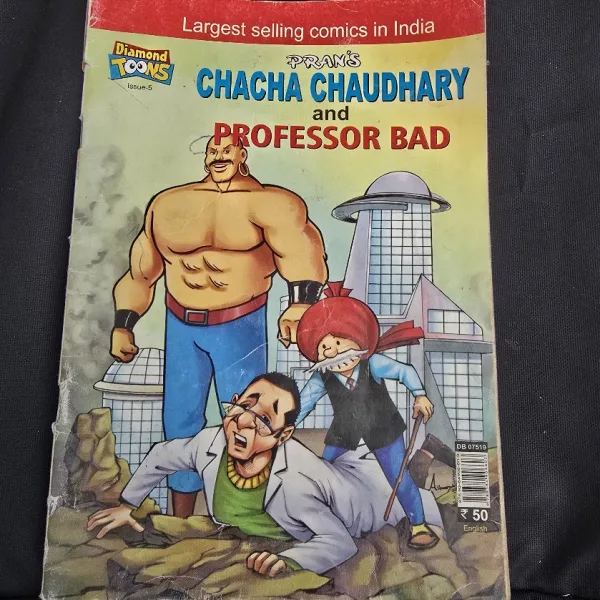 Largest selling comics in India
Diamond
TOONS
Issue-5
PRAN'S
CHACHA CHAUDHARY
and
PROFESSOR BAD
DB 07519
₹ 50
English